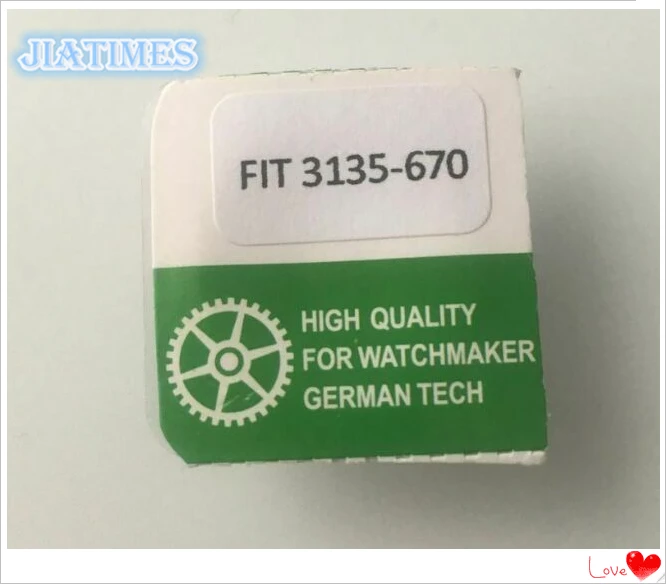 JIATIMES
FIT 3135-670
HIGH QUALITY
FOR WATCHMAKER
GERMAN TECH
Love